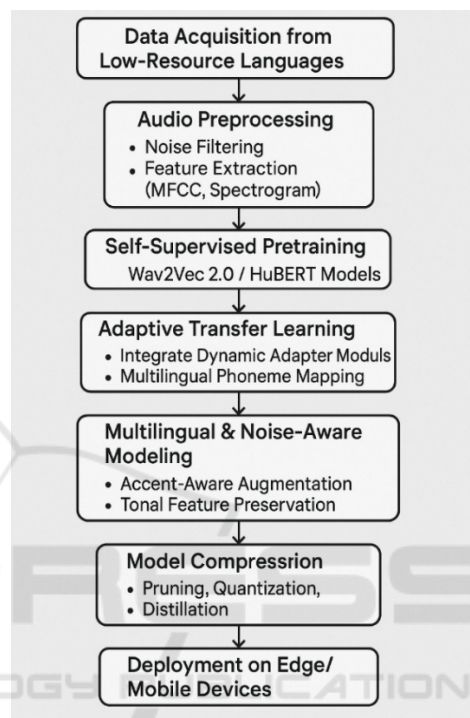 Data Acquisition from
Low-Resource Languages
Audio Preprocessing
• Noise Filtering
• Feature Extraction
(MFCC, Spectrogram)
Self-Supervised Pretraining
Wav2Vec 2.0 / HuBERT Models
Adaptive Transfer Learning
• Integrate Dynamic Adapter Moduls
• Multilingual Phoneme Mapping
Multilingual & Noise-Aware
Modeling
• Accent-Aware Augmentation
• Tonal Feature Preservation
Model Compressrion
• Pruning, Quantization,
• Distillation
Deployment on Edge/
Mobile Devices